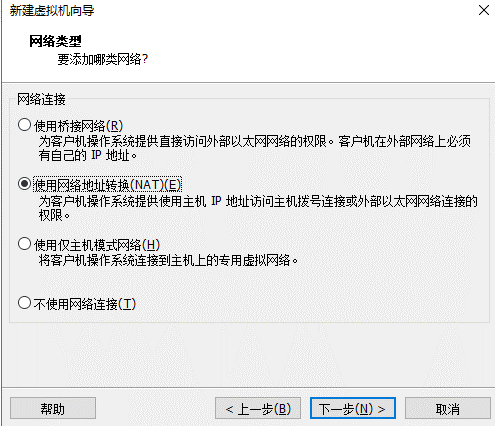 新建虚拟机向导
网络类型
要添加哪类网络?
网络连接
使用桥接网络(R)
为客户机操作系统提供直接访问外部以太网网络的权限。客户机在外部网络上必须
有自己的 IP 地址。
使用网络地址转换(NAT)(E)
为客户机操作系统提供使用主机 IP 地址访问主机拨号连接或外部以太网网络连接的
权限。
使用仅主机模式网络(H)
将客户机操作系统连接到主机上的专用虚拟网络。
不使用网络连接(T)
帮助
< 上一步(B)
下一步(N) >
取消